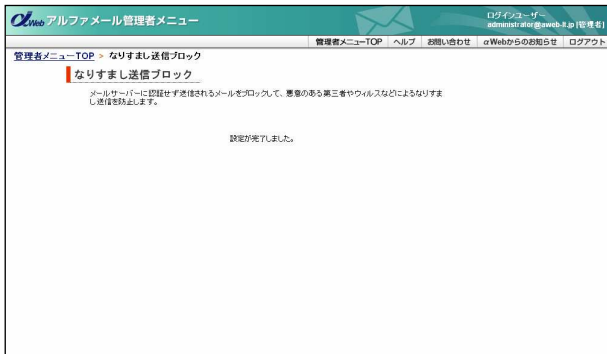 αWeb アルファメール管理者メニュー
ログインユーザー
administrator@aweb-lt.jp [管理者]
管理者メニューTOP ヘルプ お問い合わせ αWebからのお知らせ ログアウト
管理者メニューTOP > なりすまし送信ブロック
なりすまし送信ブロック
メールサーバーに認証せず送信されるメールをブロックして、悪意のある第三者やウィルスなどによるなりすま
し送信を防止します。
設定が完了しました。